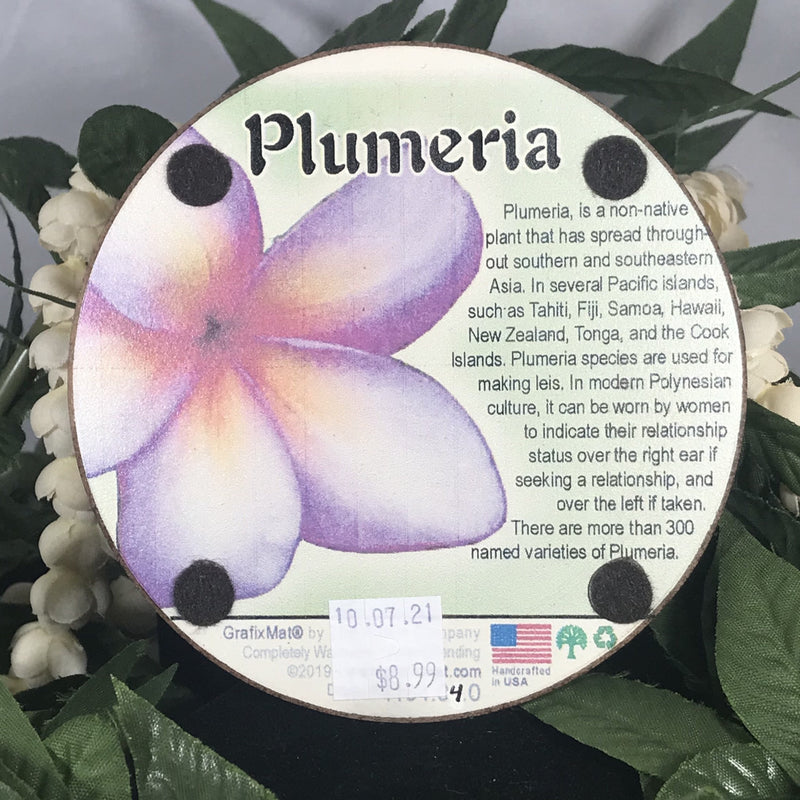 Plumeria
Plumeria, is a non-native
plant that has spread through-
out southern and southeastern
Asia. In several Pacific islands,
such as Tahiti, Fiji, Samoa, Hawaii,
New Zealand, Tonga, and the Cook
Islands. Plumeria species are used for
making leis. In modern Polynesian
culture, it can be worn by women
to indicate their relationship
status over the right ear if
seeking a relationship, and
over the left if taken.
There are more than 300
named varieties of Plumeria.
10.07.21
$8.99
4
GrafixMat® by
Completely
©2019
t.com
Handcrafted
in USA